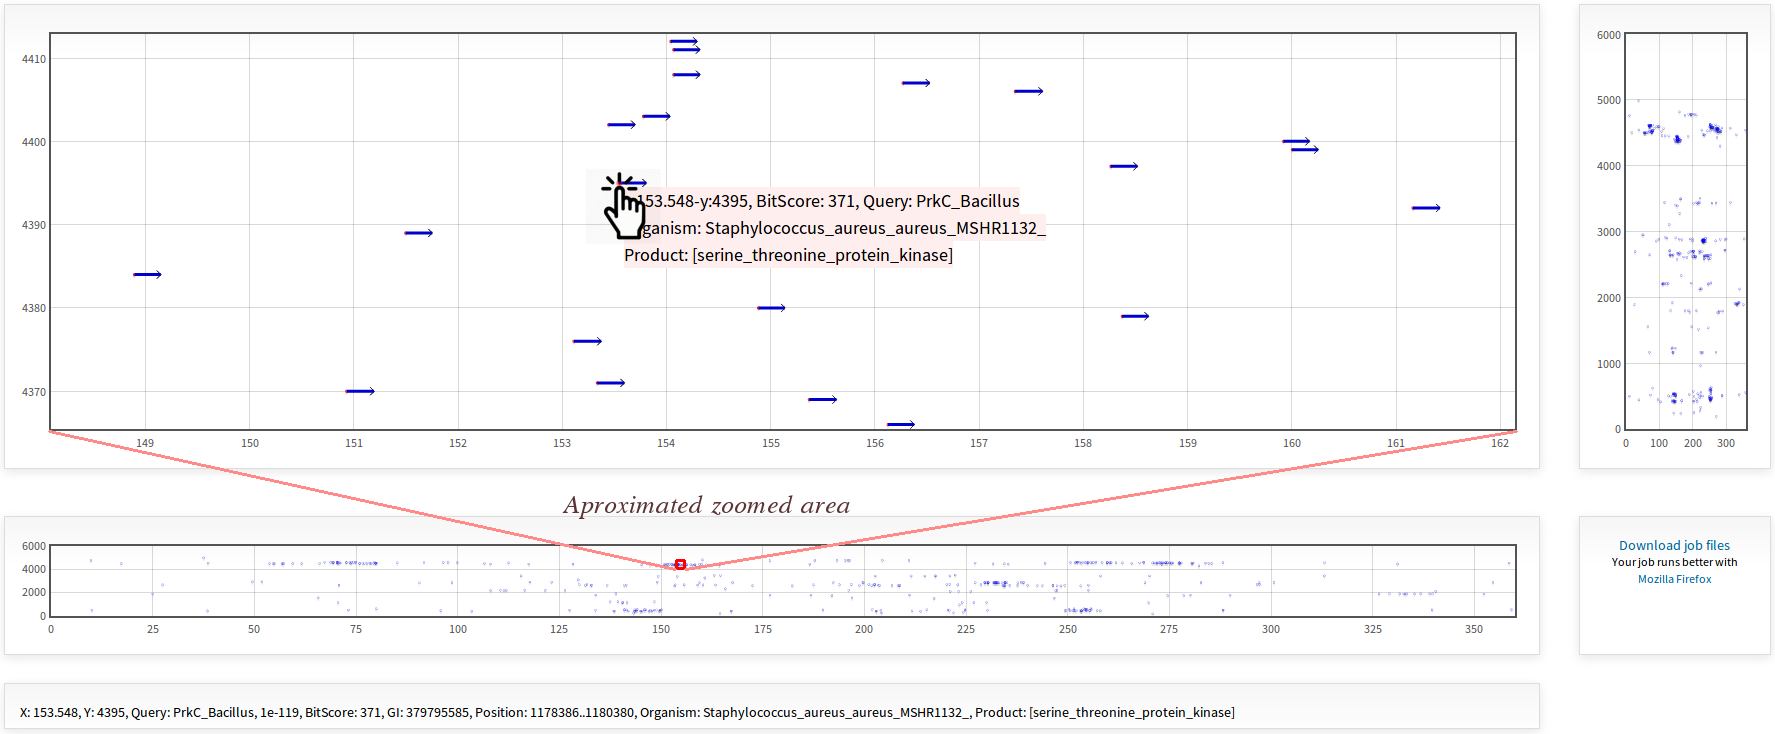 4410
4400
4390
4380
4370
149 150 151 152 153 154 155 156 157 158 159 160 161 162
153.548-y:4395, BitScore: 371, Query: PrkC_Bacillus
ganism: Staphylococcus_aureus_aureus_MSHR1132_
Product: [serine_threonine_protein_kinase]
6000
5000
4000
3000
2000
1000
0
0 100 200 300
Aproximated zoomed area
6000
4000
2000
0
0 25 50 75 100 125 150 175 200 225 250 275 300 325 350
Download job files
Your job runs better with
Mozilla Firefox
X: 153.548, Y: 4395, Query: PrkC_Bacillus, 1e-119, BitScore: 371, GI: 379795585, Position: 1178386..1180380, Organism: Staphylococcus_aureus_aureus_MSHR1132_, Product: [serine_threonine_protein_kinase]